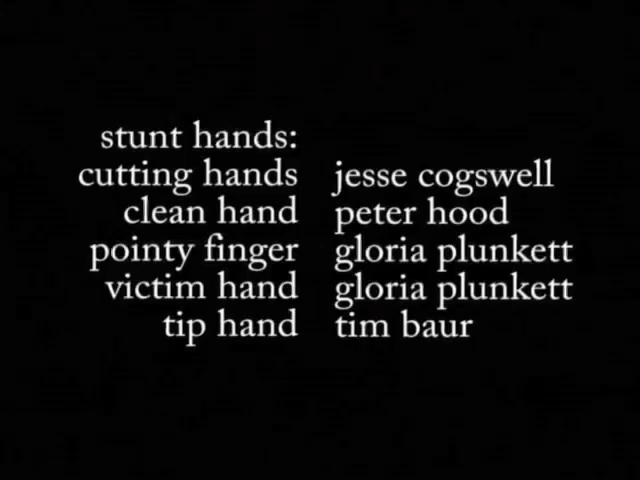 stunt hands:
cutting hands jesse cogswell
clean hand peter hood
pointy finger gloria plunkett
victim hand gloria plunkett
tip hand tim baur